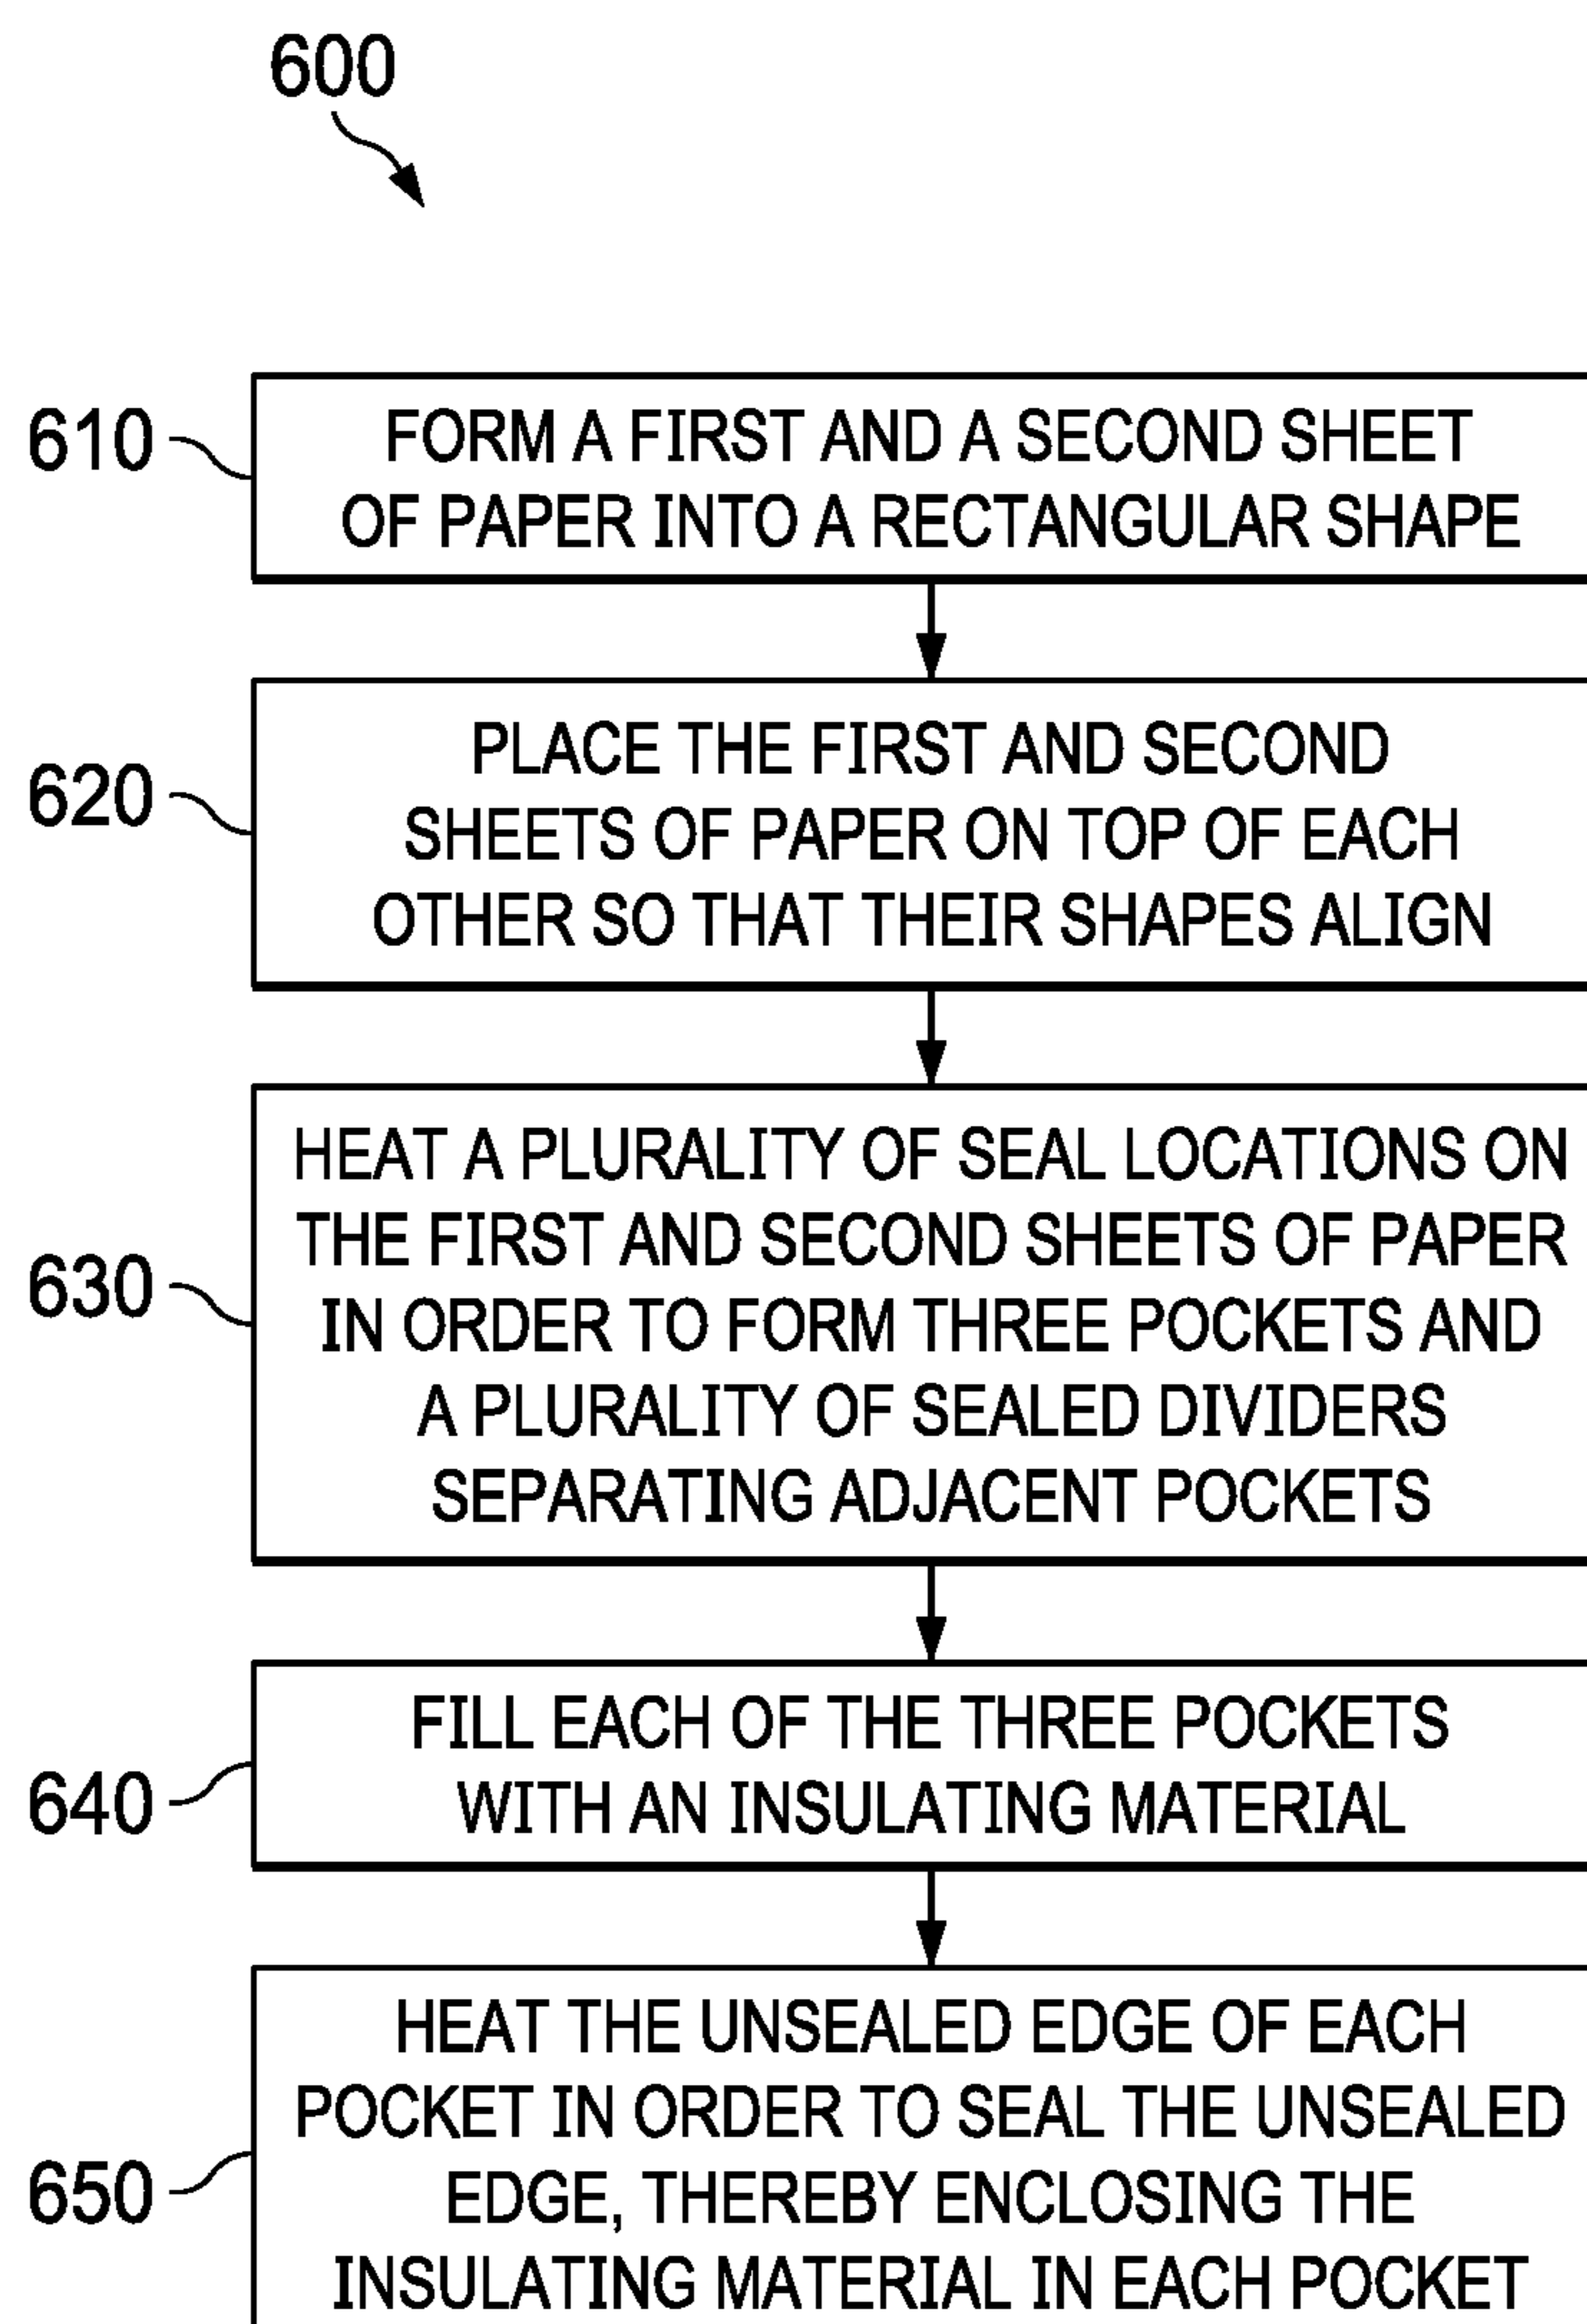 600
610
FORM A FIRST AND A SECOND SHEET
OF PAPER INTO A RECTANGULAR SHAPE
620
PLACE THE FIRST AND SECOND
SHEETS OF PAPER ON TOP OF EACH
OTHER SO THAT THEIR SHAPES ALIGN
630
HEAT A PLURALITY OF SEAL LOCATIONS ON
THE FIRST AND SECOND SHEETS OF PAPER
IN ORDER TO FORM THREE POCKETS AND
A PLURALITY OF SEALED DIVIDERS
SEPARATING ADJACENT POCKETS
640
FILL EACH OF THE THREE POCKETS
WITH AN INSULATING MATERIAL
650
HEAT THE UNSEALED EDGE OF EACH
POCKET IN ORDER TO SEAL THE UNSEALED
EDGE, THEREBY ENCLOSING THE
INSULATING MATERIAL IN EACH POCKET